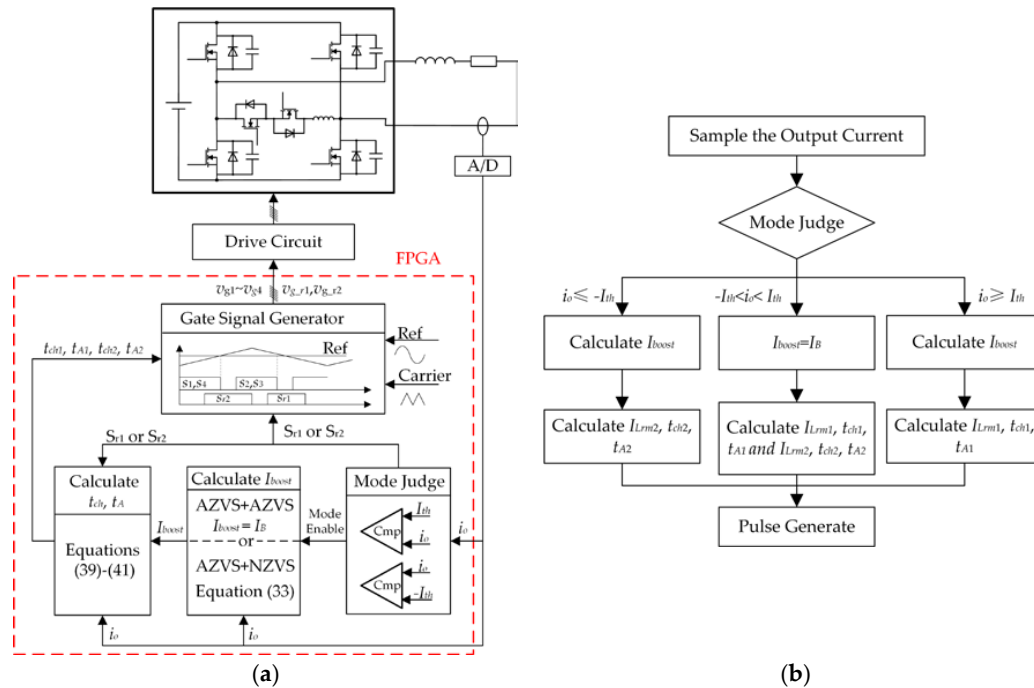 A/D
Drive Circuit
FPGA
vg1~vg4 vg_r1,vg_r2
Gate Signal Generator
Ref
S1,S4
S2,S3
Sr2
Sr1
Ref
Carrier
tch1, tA1, tch2, tA2
Sr1 or Sr2
Sr1 or Sr2
Calculate
tch, tA
Equations
(39)-(41)
Iboost
Calculate Iboost
AZVS+AZVS
Iboost = IB
or
AZVS+NZVS
Equation (33)
Mode
Enable
Mode Judge
Cmp
Ith
io
Cmp
io
-Ith
io
io
io
(a)
Sample the Output Current
Mode Judge
io≤ -Ith
-Ith<io< Ith
io≥ Ith
Calculate Iboost
Iboost=IB
Calculate Iboost
Calculate ILrm2, tch2,
tA2
Calculate ILrm1, tch1,
tA1 and ILrm2, tch2, tA2
Calculate ILrm1, tch1,
tA1
Pulse Generate
(b)